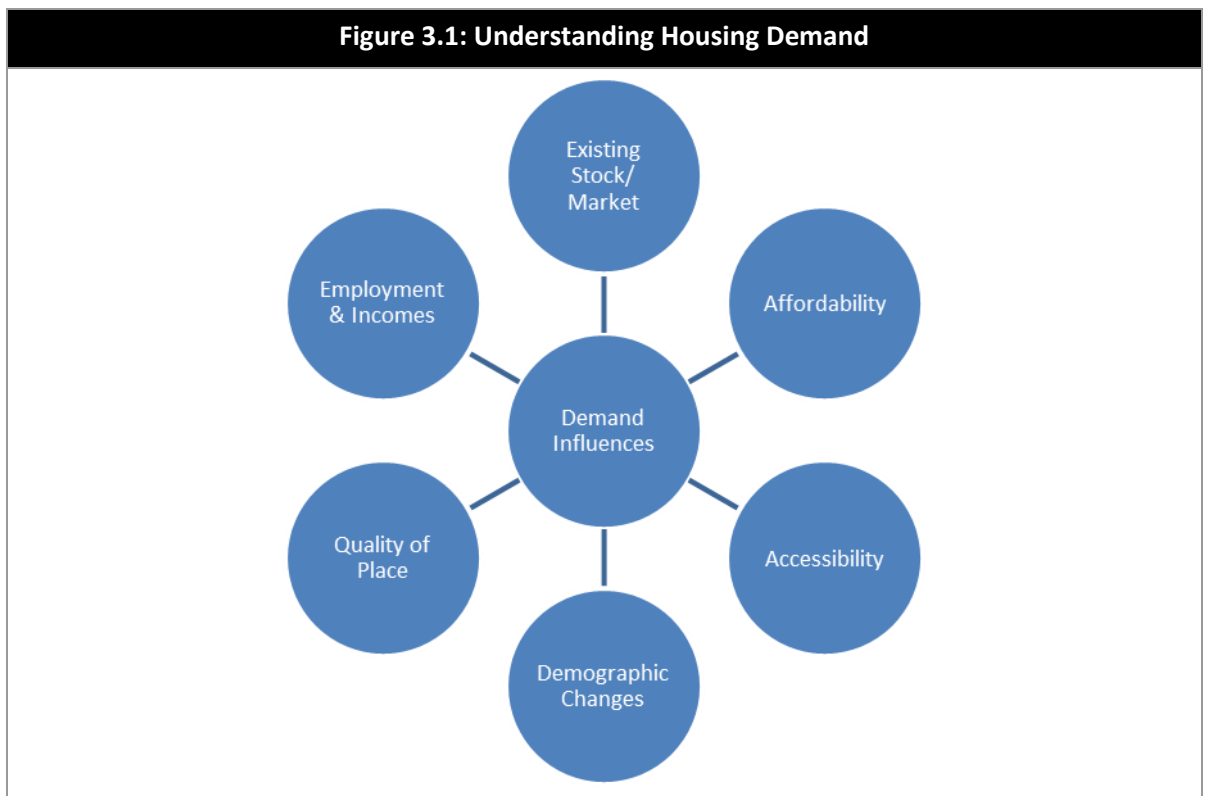 Figure 3.1: Understanding Housing Demand
Existing
Stock/
Market
Employment
& Incomes
Affordability
Demand
Influences
Quality of
Place
Accessibility
Demographic
Changes